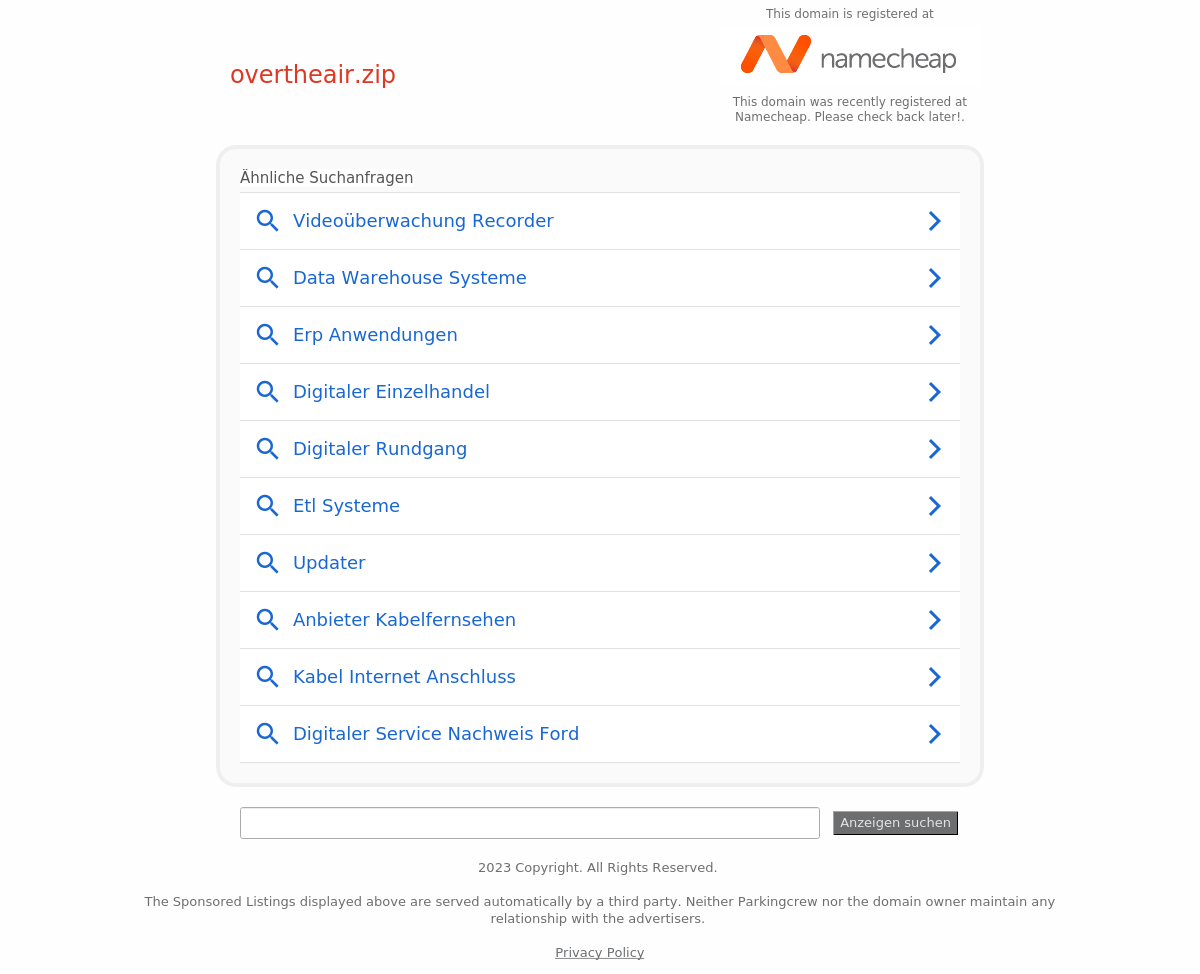 This domain is registered at
namecheap
overtheair.zip
This domain was recently registered at
Namecheap. Please check back later!.
Ähnliche Suchanfragen
Videoüberwachung Recorder
Data Warehouse Systeme
Erp Anwendungen
Digitaler Einzelhandel
Digitaler Rundgang
Etl Systeme
Updater
Anbieter Kabelfernsehen
Kabel Internet Anschluss
Digitaler Service Nachweis Ford
Anzeigen suchen
2023 Copyright. All Rights Reserved.
The Sponsored Listings displayed above are served automatically by a third party. Neither Parkingcrew nor the domain owner maintain any
relationship with the advertisers.
Privacy Policy